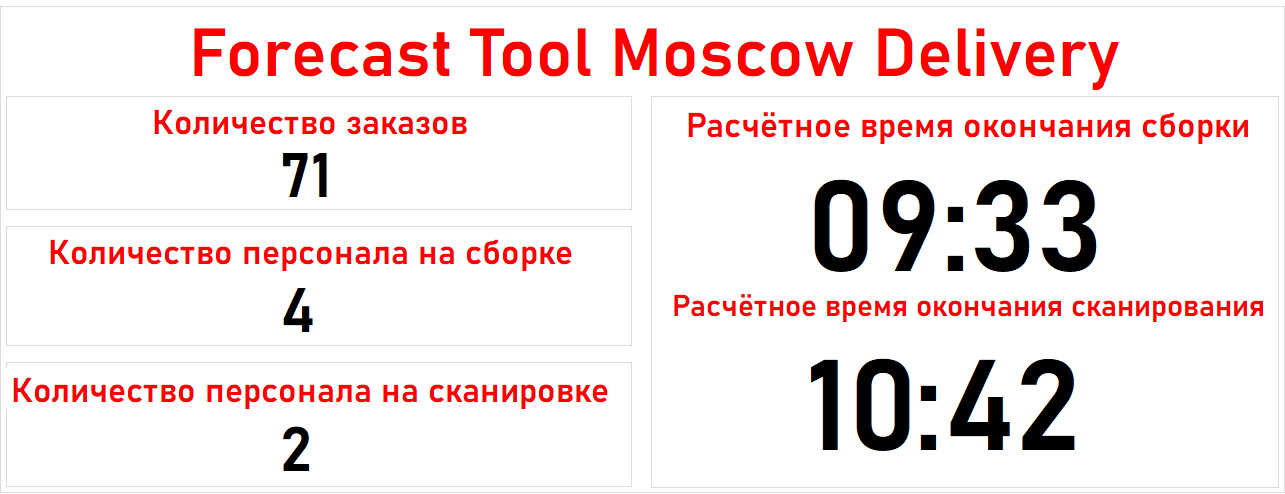 Forecast Tool Moscow Delivery
Количество заказов
71
Количество персонала на сборке
4
Количество персонала на сканировке
2
Расчётное время окончания сборки
09:33
Расчётное время окончания сканирования
10:42